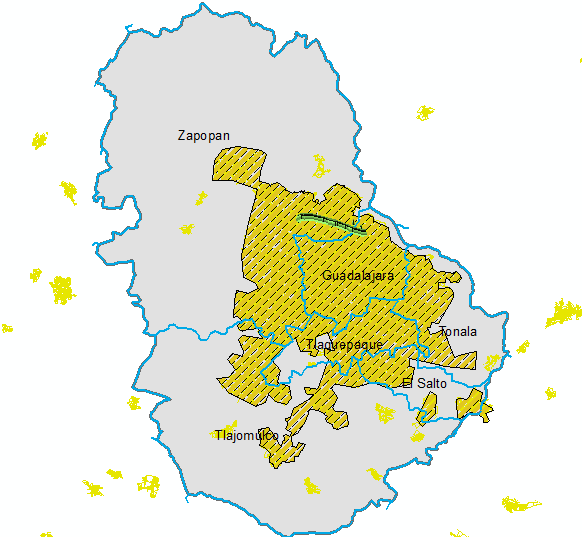 Zapopan
Guadalajara
Tonala
Tlaquepaque
El Salto
Tlajomulco